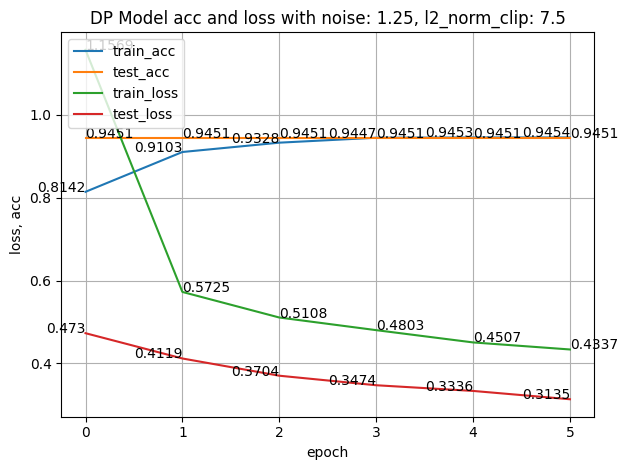 DP Model acc and loss with noise: 1.25, l2_norm_clip: 7.5
1.1569
train_acc
test_acc
train_loss
test_loss
1.0
0.8
0.6
0.4
loss, acc
0.9451 0.9451 0.9451 0.9451 0.9451 0.9451
0.8142 0.9103 0.9328 0.9447 0.9453 0.9454
0.5725 0.5108 0.4803 0.4507 0.4337
0.473 0.4119 0.3704 0.3474 0.3336 0.3135
0 1 2 3 4 5
epoch